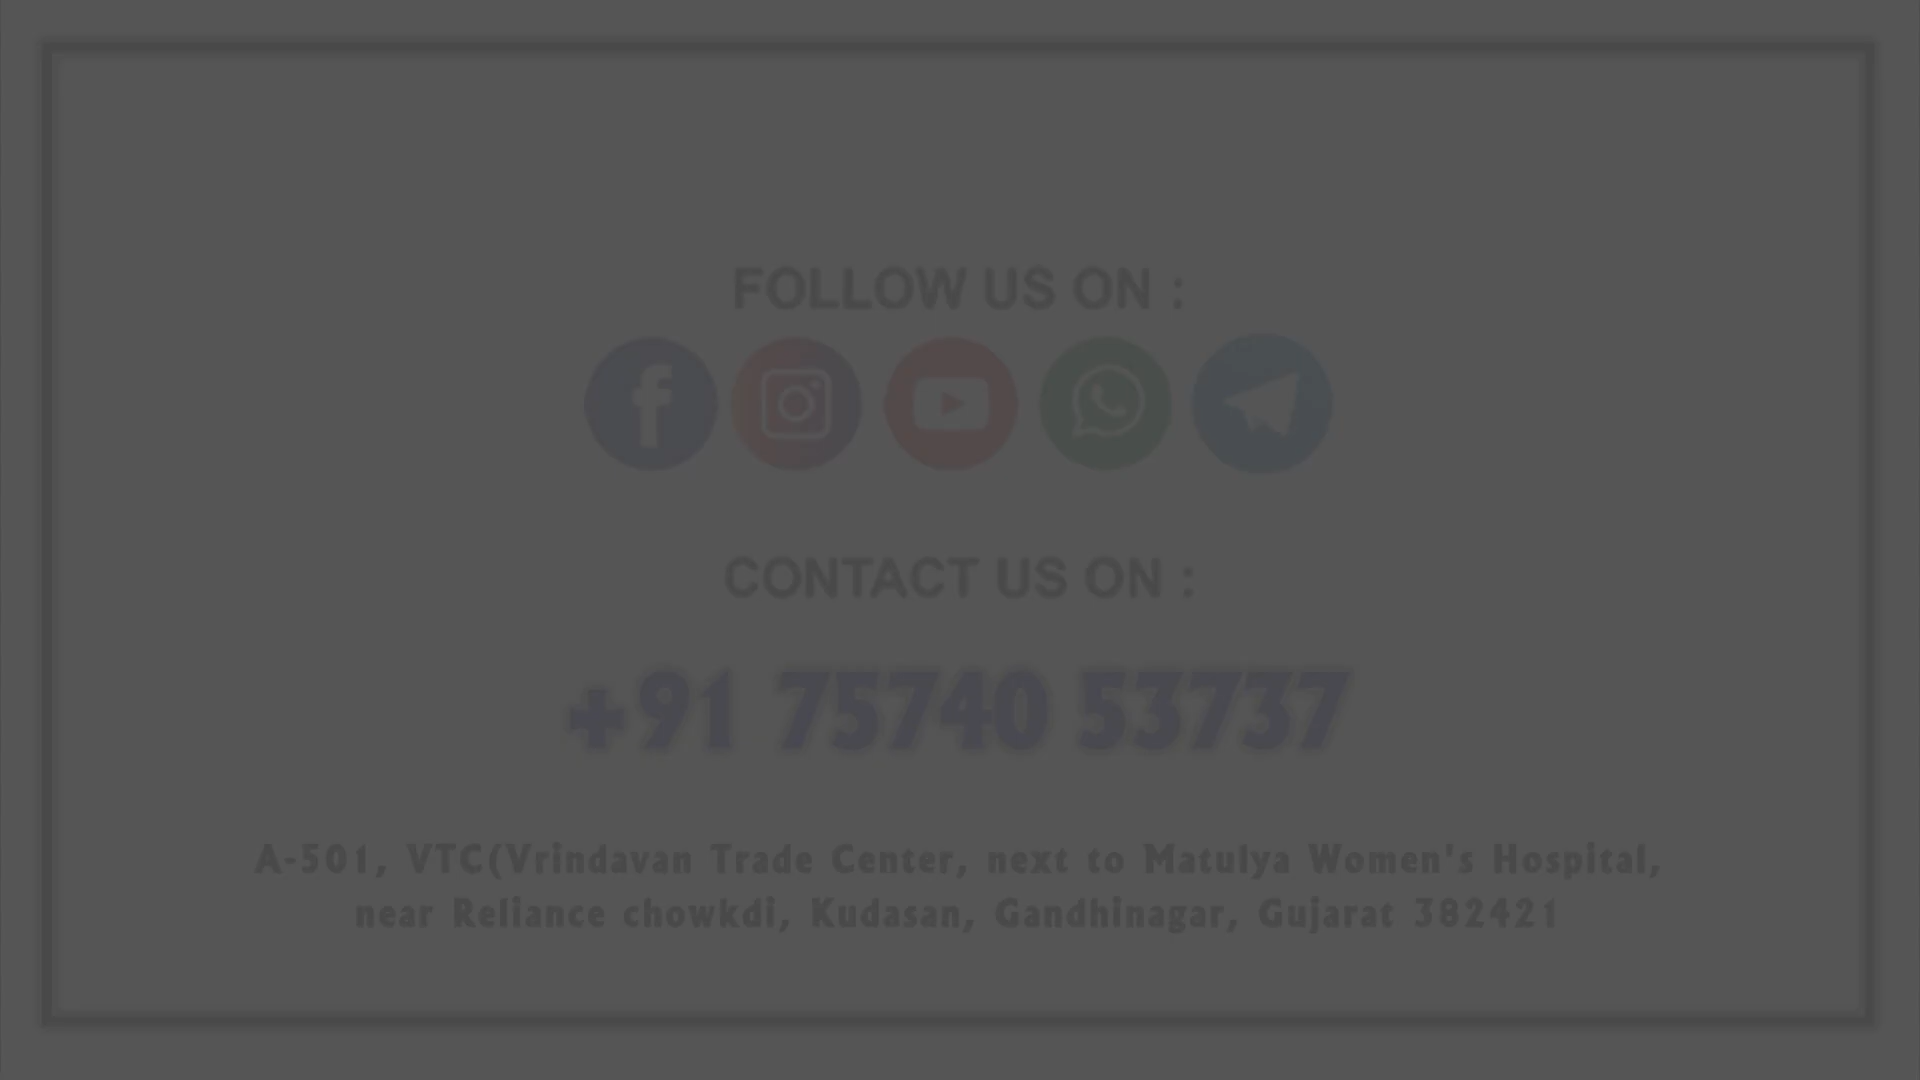 FOLLOW US ON :
CONTACT US ON :
+91 75740 53737
A-501, VTC(Vrindavan Trade Center, next to Matulya Women's Hospital,
near Reliance chowkdi, Kudasan, Gandhinagar, Gujarat 382421